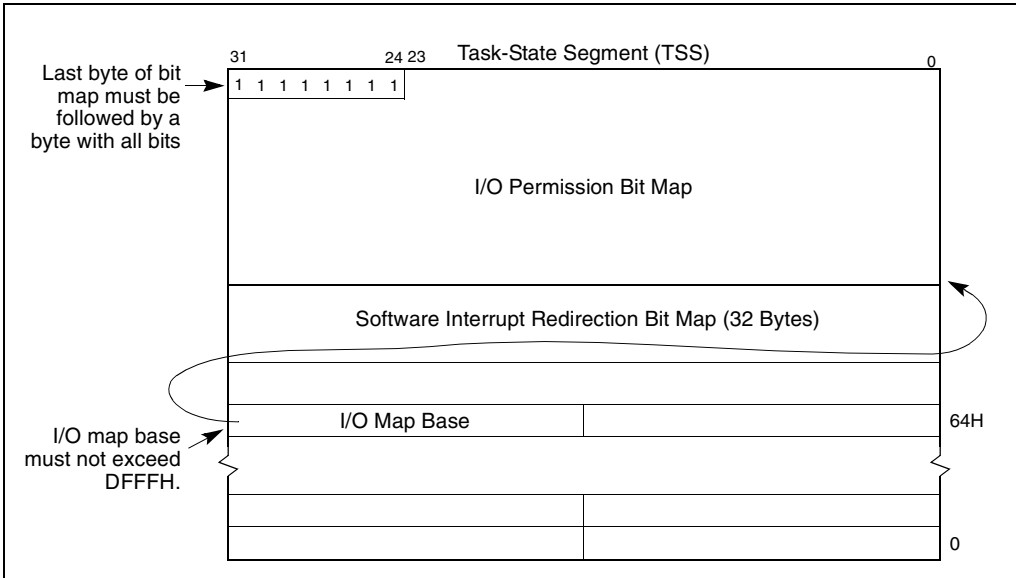 Task-State Segment (TSS)
31 24 23 0
Last byte of bit
map must be
followed by a
byte with all bits
1 1 1 1 1 1 1 1
I/O Permission Bit Map
Software Interrupt Redirection Bit Map (32 Bytes)
I/O Map Base
64H
I/O map base
must not exceed
DFFFH.
0